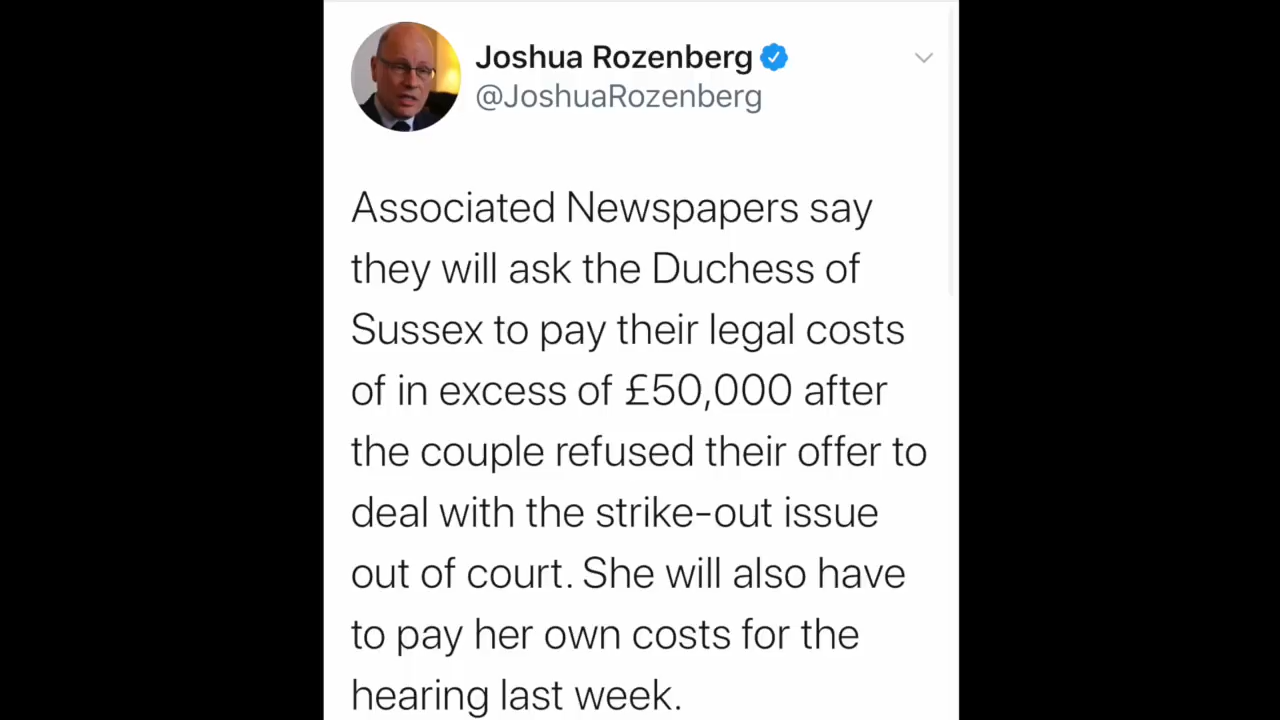 Joshua Rozenberg
@JoshuaRozenberg
Associated Newspapers say
they will ask the Duchess of
Sussex to pay their legal costs
of in excess of £50,000 after
the couple refused their offer to
deal with the strike-out issue
out of court. She will also have
to pay her own costs for the
hearing last week.